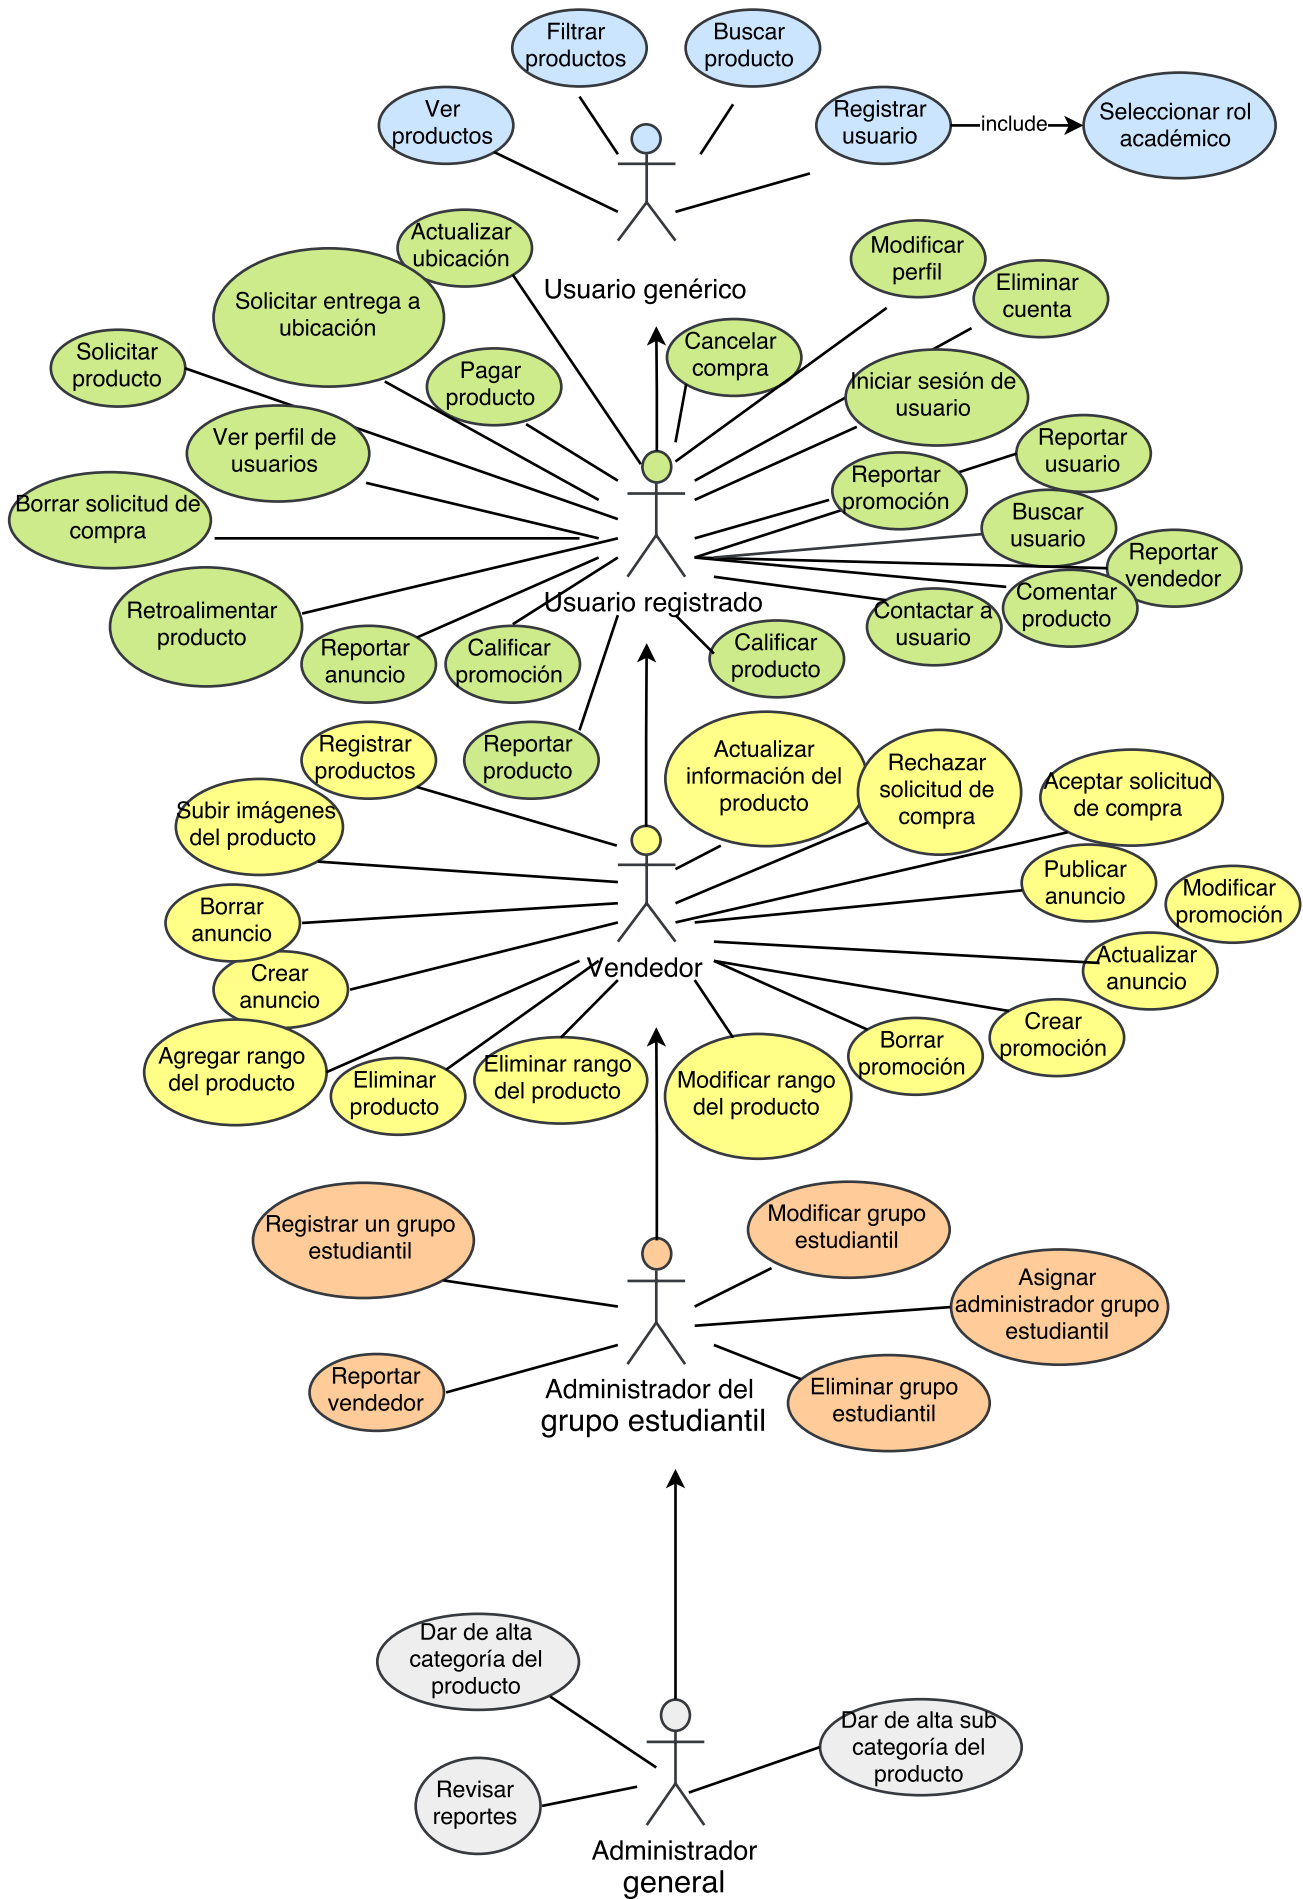 Filtrar
productos
Buscar
producto
Ver
productos
Registrar
usuario
include
Seleccionar rol
académico
Usuario genérico
Actualizar
ubicación
Modificar
perfil
Eliminar
cuenta
Solicitar entrega a
ubicación
Cancelar
compra
Solicitar
producto
Pagar
producto
Iniciar sesión de
usuario
Ver perfil de
usuarios
Reportar
usuario
Reportar
promoción
Borrar solicitud de
compra
Buscar
usuario
Reportar
vendedor
Comentar
producto
Usuario registrado
Contactar a
usuario
Retroalimentar
producto
Reportar
anuncio
Calificar
promoción
Calificar
producto
Reportar
producto
Registrar
productos
Actualizar
información del
producto
Rechazar
solicitud de
compra
Aceptar solicitud
de compra
Subir imágenes
del producto
Publicar
anuncio
Modificar
promoción
Borrar
anuncio
Vendedor
Actualizar
anuncio
Crear
anuncio
Crear
promoción
Borrar
promoción
Agregar rango
del producto
Eliminar
producto
Eliminar rango
del producto
Modificar rango
del producto
Registrar un grupo
estudiantil
Modificar grupo
estudiantil
Asignar
administrador grupo
estudiantil
Reportar
vendedor
Administrador del
grupo estudiantil
Eliminar grupo
estudiantil
Dar de alta
categoría del
producto
Dar de alta sub
categoría del
producto
Revisar
reportes
Administrador
general